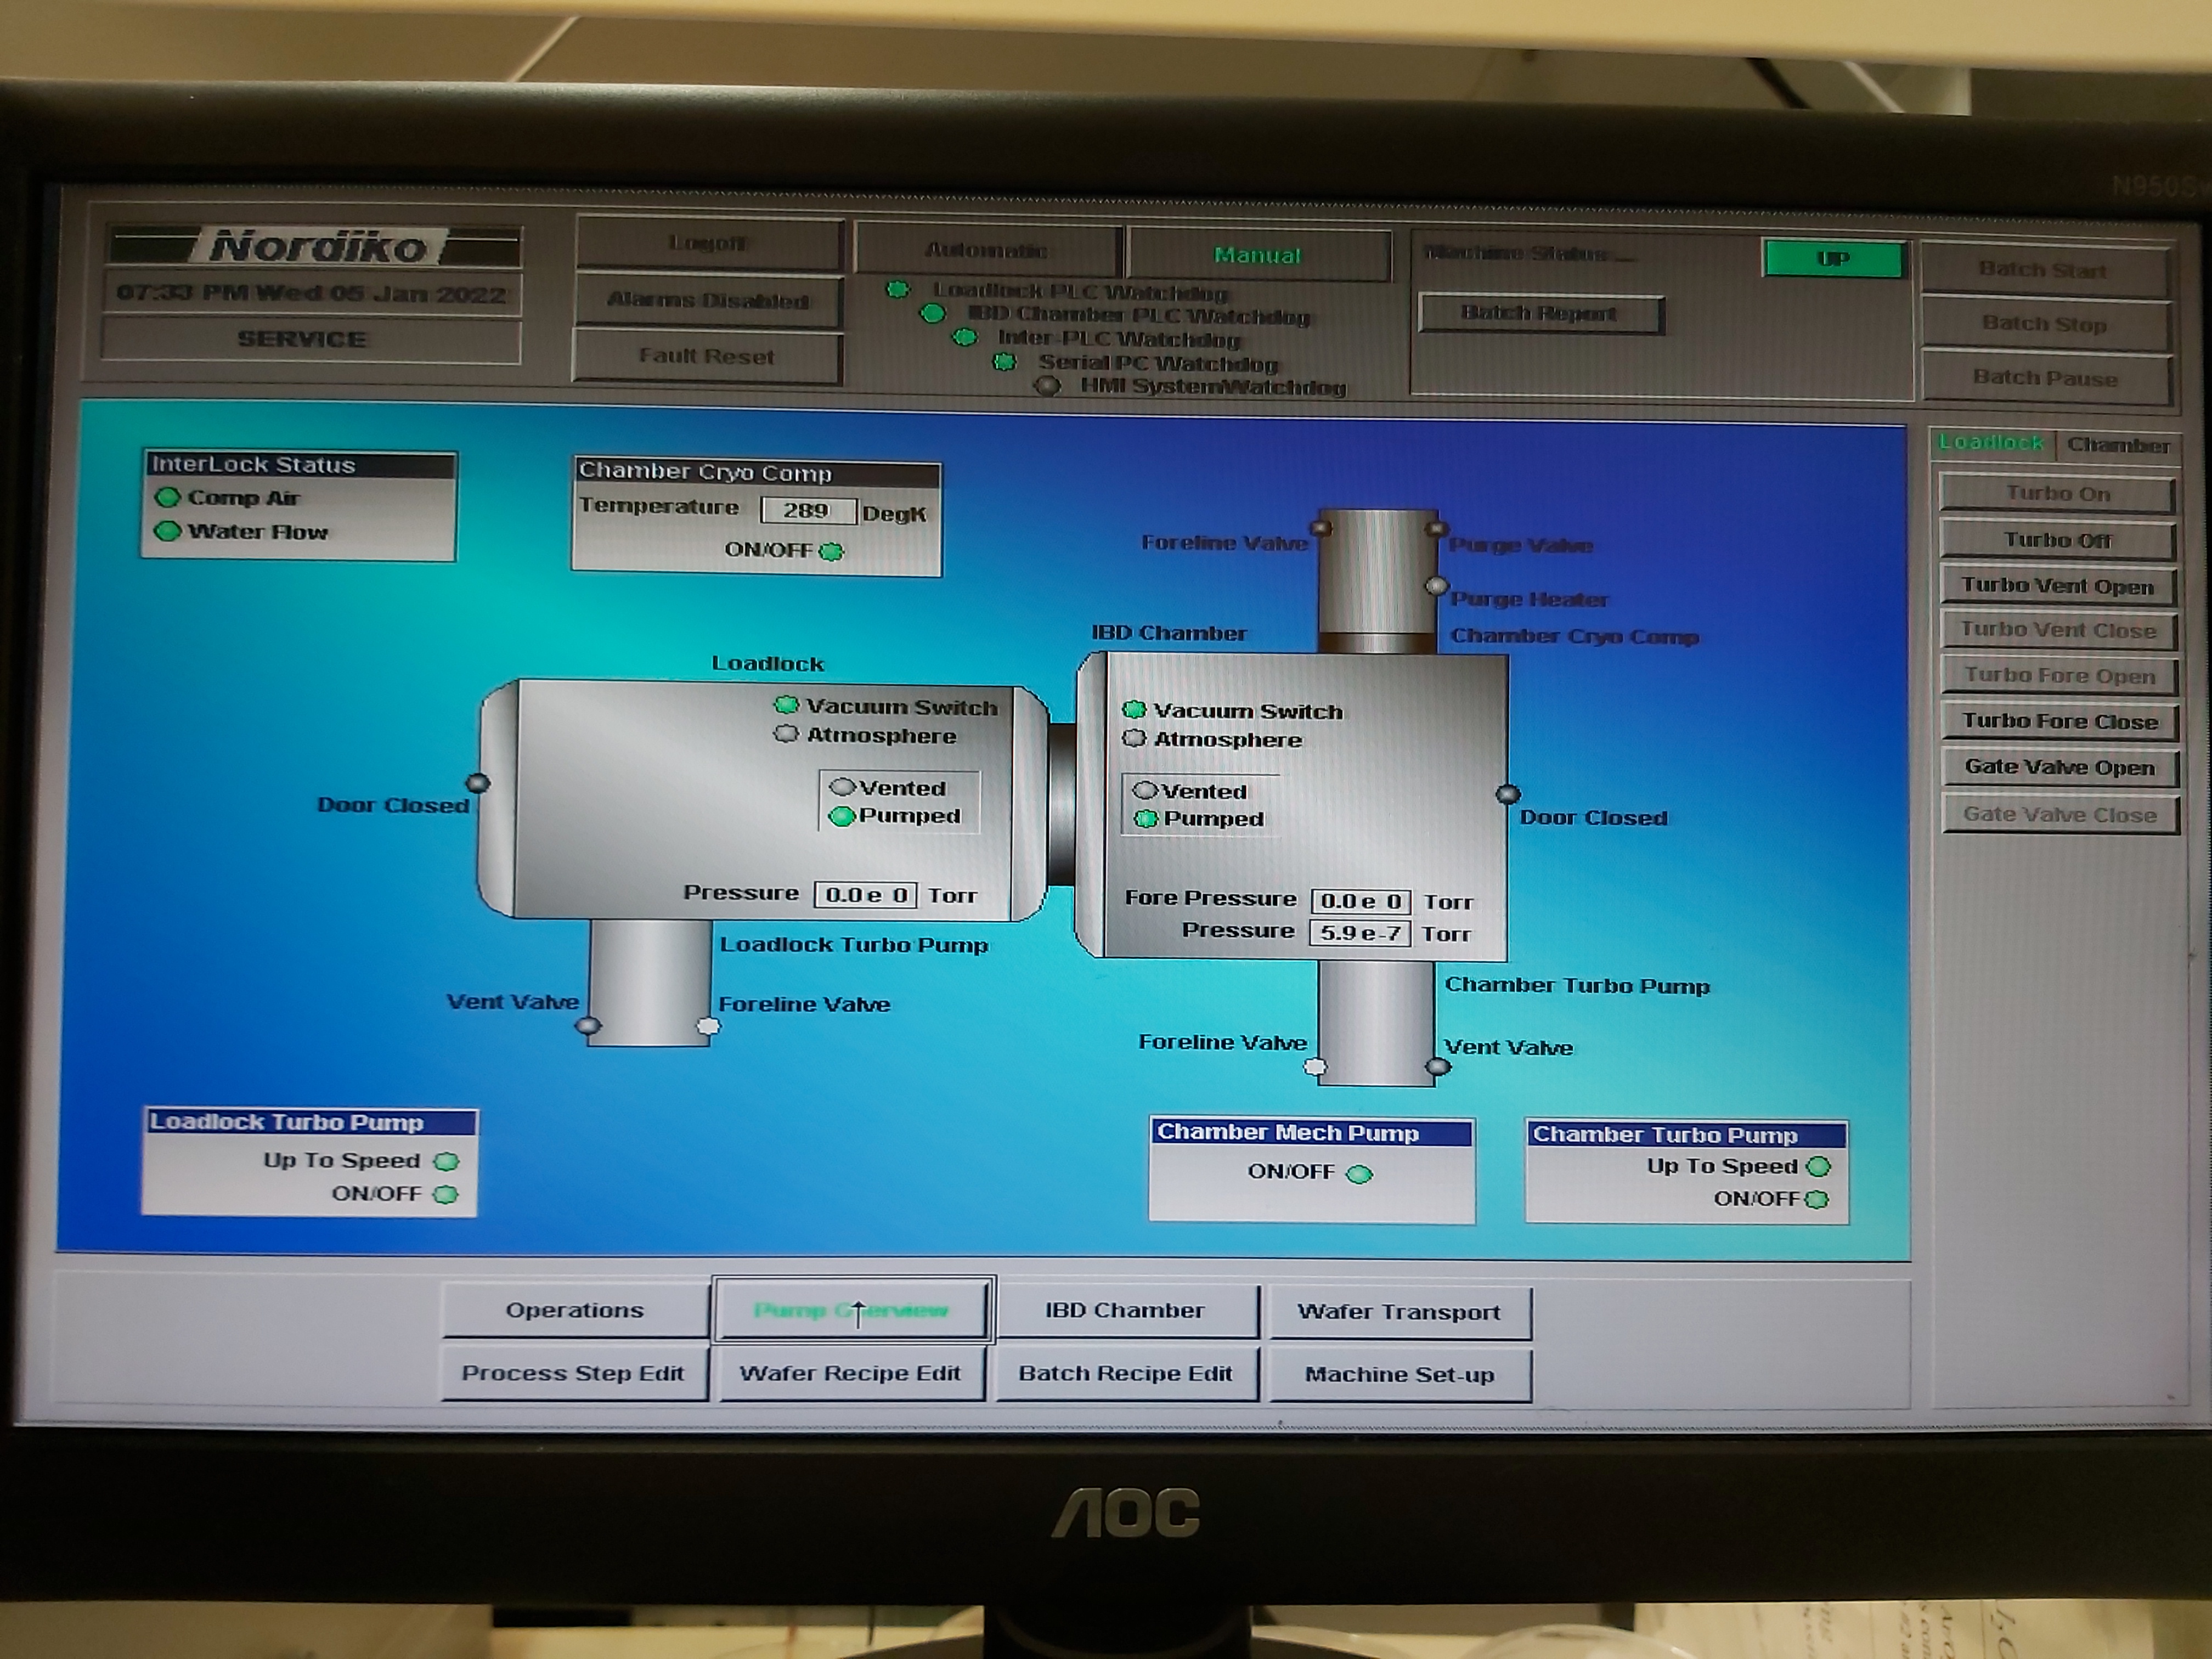 Nordiko
07:33 PM Wed 05 Jan 2022
SERVICE
Logoff
Alarms Disabled
Fault Reset
Automatic
Manual
Loadlock PLC Watchdog
IBD Chamber PLC Watchdog
Inter-PLC Watchdog
Serial PC Watchdog
HMI SystemWatchdog
Machine Status
UP
Batch Report
Batch Start
Batch Stop
Batch Pause
InterLock Status
Comp Air
Water Flow
Chamber Cryo Comp
Temperature 289 DegK
ON/OFF
Foreline Valve
Purge Valve
Purge Heater
Chamber Cryo Comp
Loadlock
Vacuum Switch
Atmosphere
Vented
Pumped
Door Closed
Pressure 0.0e 0 Torr
Loadlock Turbo Pump
Vent Valve
Foreline Valve
IBD Chamber
Vacuum Switch
Atmosphere
Vented
Pumped
Door Closed
Fore Pressure 0.0e 0 Torr
Pressure 5.9e-7 Torr
Chamber Turbo Pump
Foreline Valve
Vent Valve
Loadlock Turbo Pump
Up To Speed
ON/OFF
Chamber Mech Pump
ON/OFF
Chamber Turbo Pump
Up To Speed
ON/OFF
Loadlock Chamber
Turbo On
Turbo Off
Turbo Vent Open
Turbo Vent Close
Turbo Fore Open
Turbo Fore Close
Gate Valve Open
Gate Valve Close
Operations
Pump Overview
IBD Chamber
Wafer Transport
Process Step Edit
Wafer Recipe Edit
Batch Recipe Edit
Machine Set-up
AOC